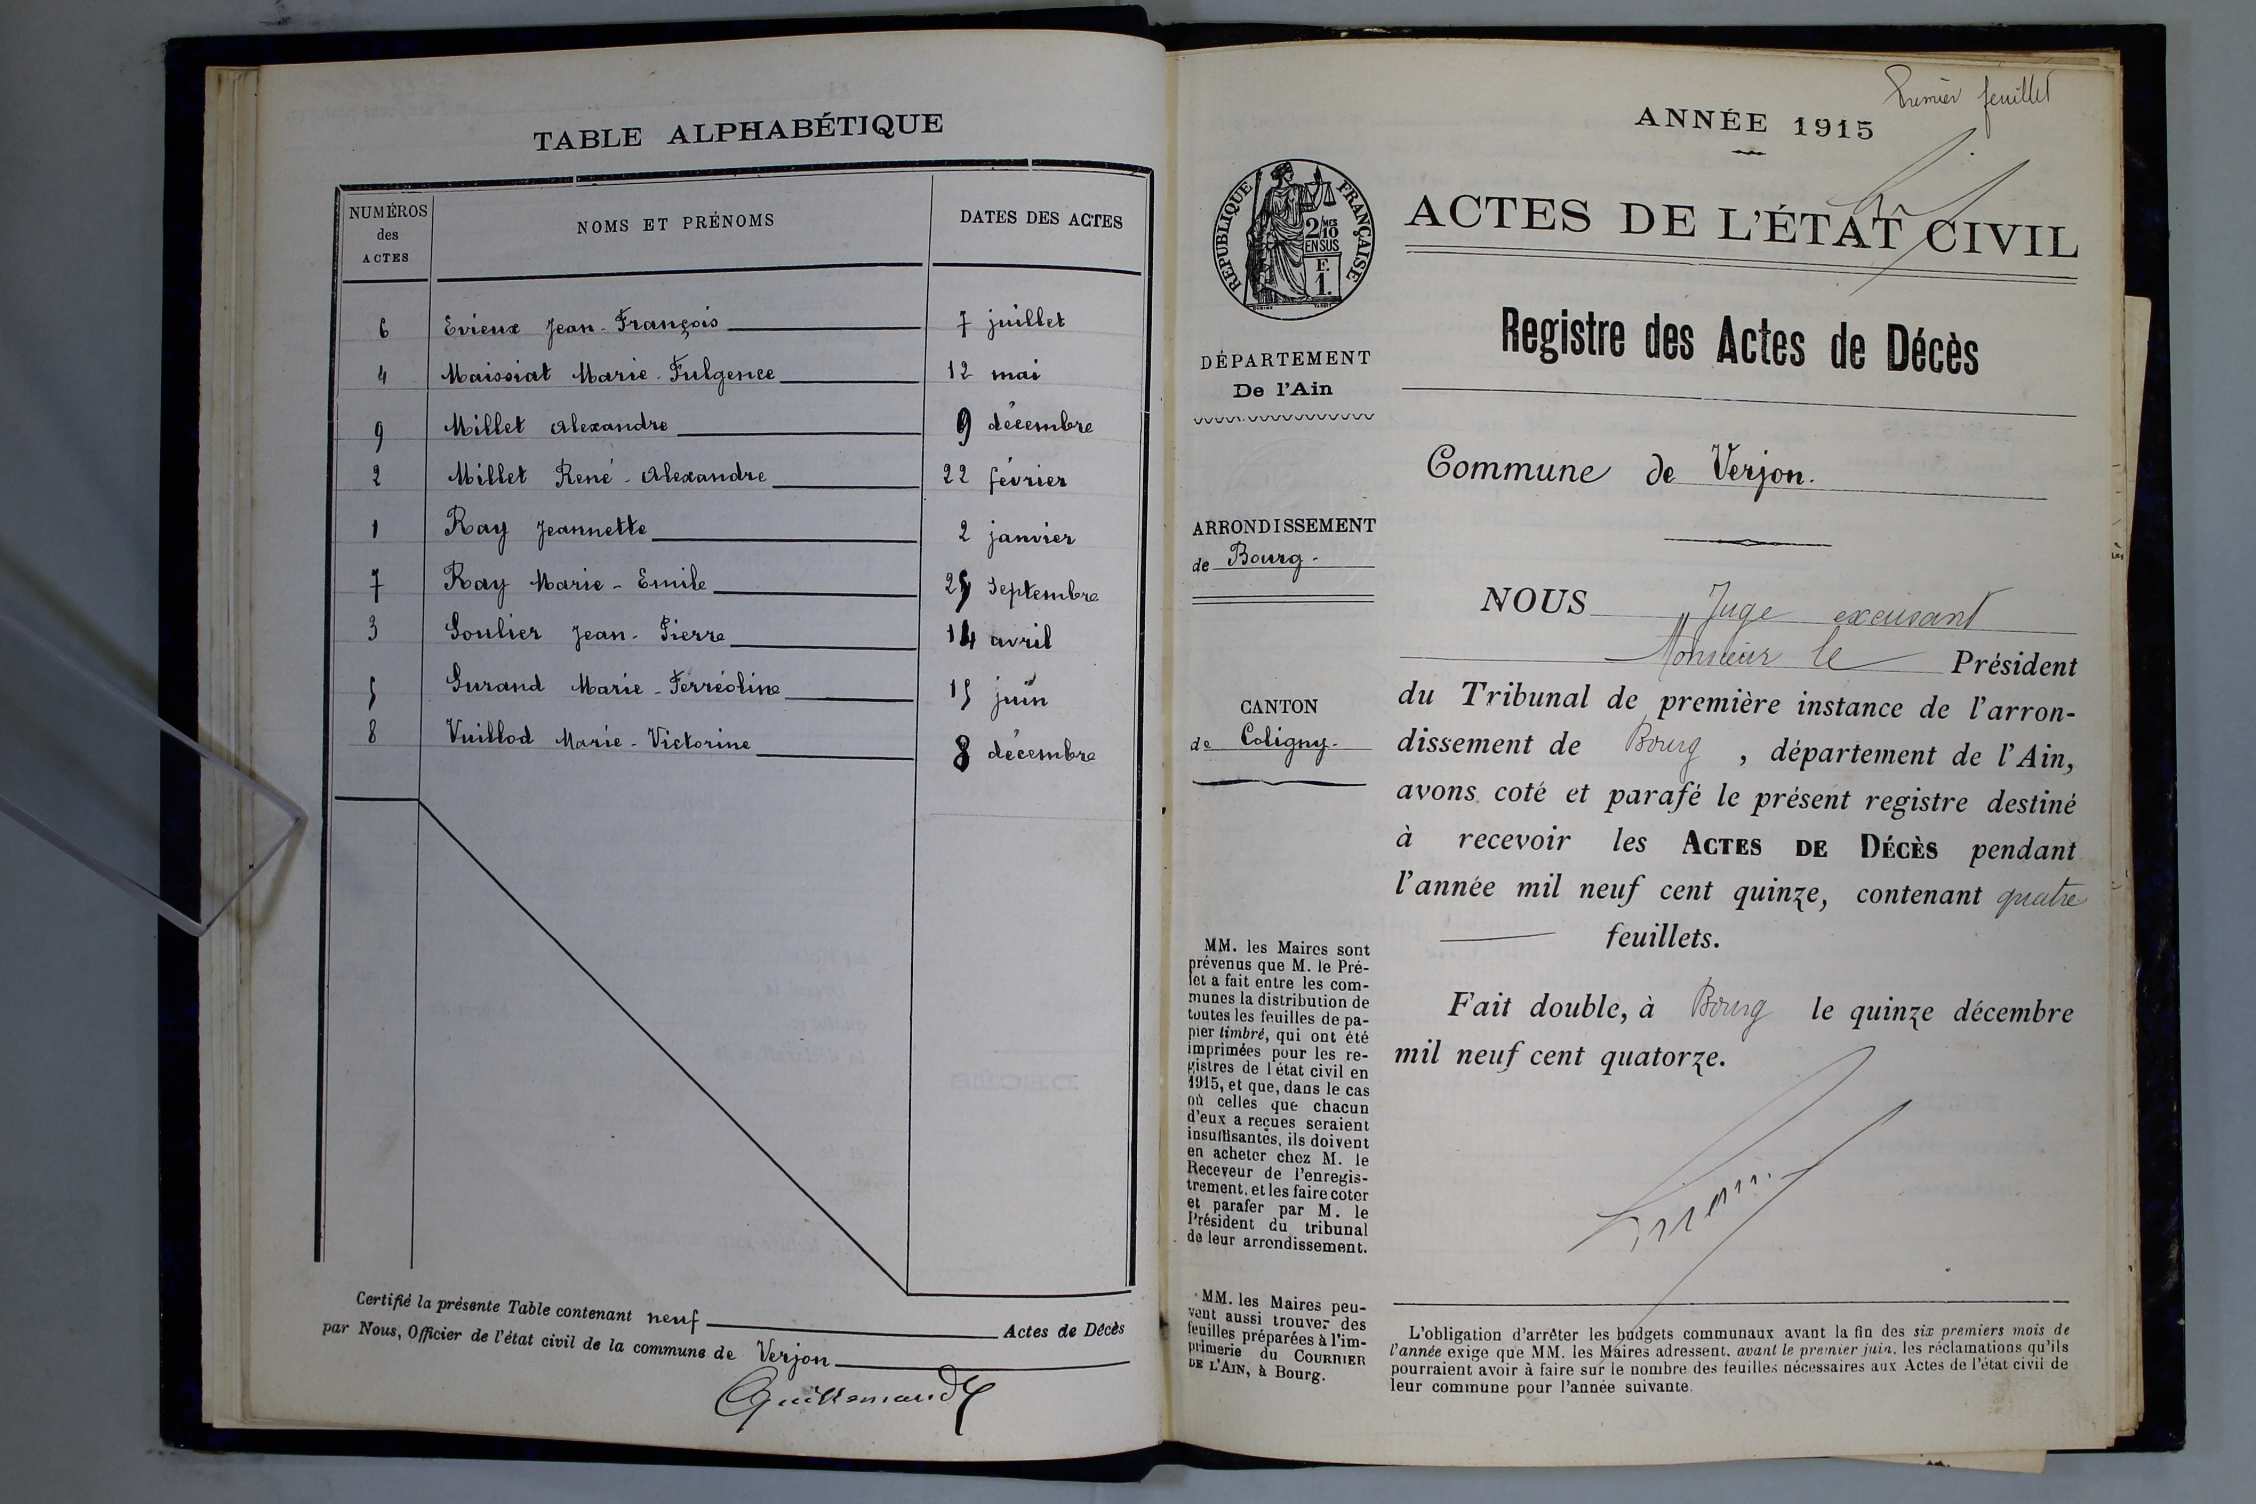 TABLE ALPHABÉTIQUE
NUMÉROS des ACTES NOMS ET PRÉNOMS DATES DES ACTES
6 Evieux Jean-François 7 juillet
4 Maissiat Marie-Fulgence 12 mai
9 Millet Alexandre 9 décembre
2 Millet René-Alexandre 22 février
1 Ray Jeannette 2 janvier
7 Ray Marie-Emile 25 Septembre
3 Soulier Jean-Pierre 14 avril
5 Surand Marie-Ferréoline 15 juin
8 Vuillod Marie-Victorine 8 décembre
Certifié la présente Table contenant neuf Actes de Décès
par Nous, Officier de l'état civil de la commune de Verjon
Guillemaud
Premier feuillet
ANNÉE 1915
RÉPUBLIQUE FRANÇAISE
2/10 MES
EN SUS
F.
1.
ACTES DE L'ÉTAT CIVIL
Registre des Actes de Décès
DÉPARTEMENT
De l'Ain
Commune de Verjon.
ARRONDISSEMENT
de Bourg.
CANTON
de Coligny.
MM. les Maires sont
prévenus que M. le Pré-
fet a fait entre les com-
munes la distribution de
toutes les feuilles de pa-
pier timbré, qui ont été
imprimées pour les re-
gistres de l'état civil en
1915, et que, dans le cas
où celles que chacun
d'eux a reçues seraient
insuffisantes, ils doivent
en acheter chez M. le
Receveur de l'enregis-
trement, et les faire coter
et parafer par M. le
Président du tribunal
de leur arrondissement.
MM. les Maires peu-
vent aussi trouver des
feuilles préparées à l'im-
primerie du COURRIER
DE L'AIN, à Bourg.
NOUS Juge excusant
Monsieur le Président
du Tribunal de première instance de l'arron-
dissement de Bourg, département de l'Ain,
avons coté et parafé le présent registre destiné
à recevoir les ACTES DE DÉCÈS pendant
l'année mil neuf cent quinze, contenant quatre
feuillets.
Fait double, à Bourg le quinze décembre
mil neuf cent quatorze.
L'obligation d'arrêter les budgets communaux avant la fin des six premiers mois de
l'année exige que MM. les Maires adressent, avant le premier juin, les réclamations qu'ils
pourraient avoir à faire sur le nombre des feuilles nécessaires aux Actes de l'état civil de
leur commune pour l'année suivante.